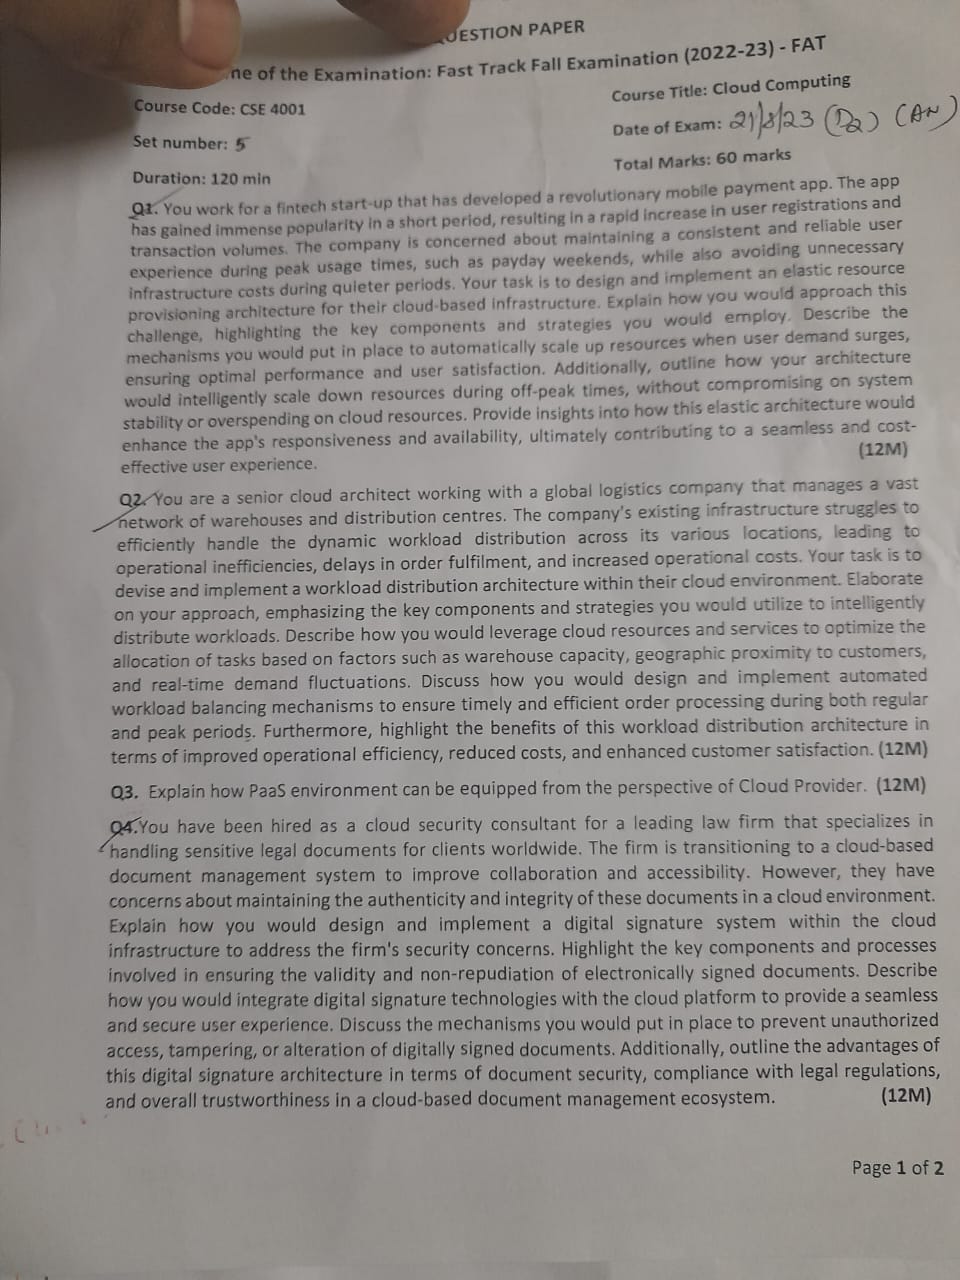 QUESTION PAPER
of the Examination: Fast Track Fall Examination (2022-23) - FAT
Course Code: CSE 4001
Course Title: Cloud Computing
Set number: 5
Date of Exam: 21/8/23 (D2) (AN)
Duration: 120 min
Total Marks: 60 marks
Q1. You work for a fintech start-up that has developed a revolutionary mobile payment app. The app
has gained immense popularity in a short period, resulting in a rapid increase in user registrations and
transaction volumes. The company is concerned about maintaining a consistent and reliable user
experience during peak usage times, such as payday weekends, while also avoiding unnecessary
infrastructure costs during quieter periods. Your task is to design and implement an elastic resource
provisioning architecture for their cloud-based infrastructure. Explain how you would approach this
challenge, highlighting the key components and strategies you would employ. Describe the
mechanisms you would put in place to automatically scale up resources when user demand surges,
ensuring optimal performance and user satisfaction. Additionally, outline how your architecture
would intelligently scale down resources during off-peak times, without compromising on system
stability or overspending on cloud resources. Provide insights into how this elastic architecture would
enhance the app's responsiveness and availability, ultimately contributing to a seamless and cost-
effective user experience. (12M)
Q2. You are a senior cloud architect working with a global logistics company that manages a vast
network of warehouses and distribution centres. The company's existing infrastructure struggles to
efficiently handle the dynamic workload distribution across its various locations, leading to
operational inefficiencies, delays in order fulfilment, and increased operational costs. Your task is to
devise and implement a workload distribution architecture within their cloud environment. Elaborate
on your approach, emphasizing the key components and strategies you would utilize to intelligently
distribute workloads. Describe how you would leverage cloud resources and services to optimize the
allocation of tasks based on factors such as warehouse capacity, geographic proximity to customers,
and real-time demand fluctuations. Discuss how you would design and implement automated
workload balancing mechanisms to ensure timely and efficient order processing during both regular
and peak periods. Furthermore, highlight the benefits of this workload distribution architecture in
terms of improved operational efficiency, reduced costs, and enhanced customer satisfaction. (12M)
Q3. Explain how PaaS environment can be equipped from the perspective of Cloud Provider. (12M)
Q4.You have been hired as a cloud security consultant for a leading law firm that specializes in
handling sensitive legal documents for clients worldwide. The firm is transitioning to a cloud-based
document management system to improve collaboration and accessibility. However, they have
concerns about maintaining the authenticity and integrity of these documents in a cloud environment.
Explain how you would design and implement a digital signature system within the cloud
infrastructure to address the firm's security concerns. Highlight the key components and processes
involved in ensuring the validity and non-repudiation of electronically signed documents. Describe
how you would integrate digital signature technologies with the cloud platform to provide a seamless
and secure user experience. Discuss the mechanisms you would put in place to prevent unauthorized
access, tampering, or alteration of digitally signed documents. Additionally, outline the advantages of
this digital signature architecture in terms of document security, compliance with legal regulations,
and overall trustworthiness in a cloud-based document management ecosystem. (12M)
Page 1 of 2